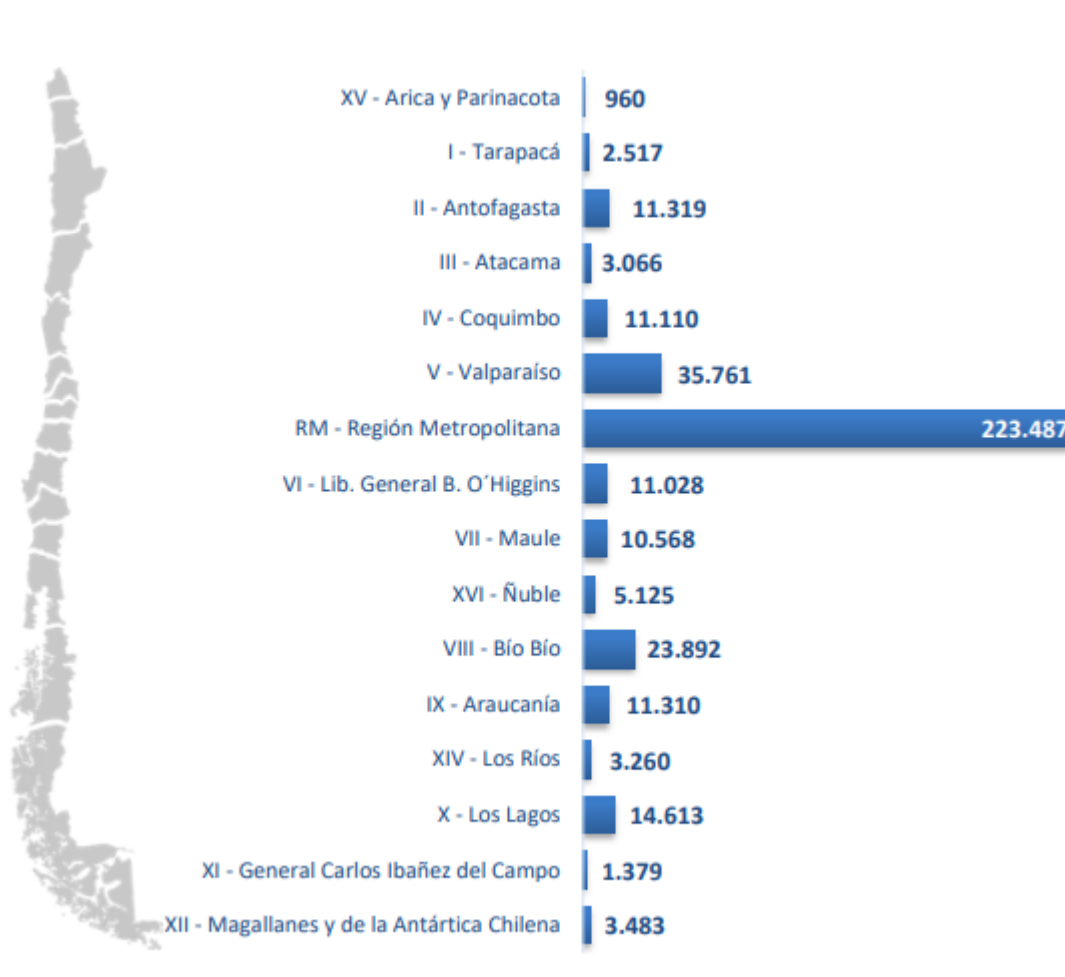 XV - Arica y Parinacota 960
I - Tarapacá 2.517
II - Antofagasta 11.319
III - Atacama 3.066
IV - Coquimbo 11.110
V - Valparaíso 35.761
RM - Región Metropolitana 223.487
VI - Lib. General B. O´Higgins 11.028
VII - Maule 10.568
XVI - Ñuble 5.125
VIII - Bío Bío 23.892
IX - Araucanía 11.310
XIV - Los Ríos 3.260
X - Los Lagos 14.613
XI - General Carlos Ibañez del Campo 1.379
XII - Magallanes y de la Antártica Chilena 3.483